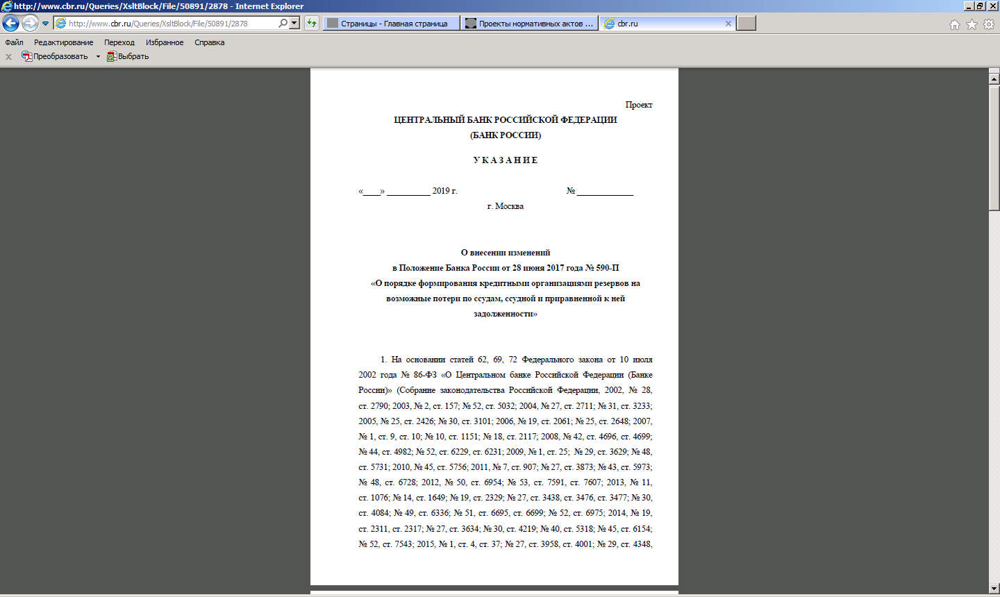 http://www.cbr.ru/Queries/XsltBlock/File/50891/2878 - Internet Explorer
http://www.cbr.ru/Queries/XsltBlock/File/50891/2878
Страницы - Главная страница
Проекты нормативных актов ...
cbr.ru
Файл Редактирование Переход Избранное Справка
Преобразовать Выбрать
Проект
ЦЕНТРАЛЬНЫЙ БАНК РОССИЙСКОЙ ФЕДЕРАЦИИ
(БАНК РОССИИ)
У К А З А Н И Е
«____» __________ 2019 г. № _____________
г. Москва
О внесении изменений
в Положение Банка России от 28 июня 2017 года № 590-П
«О порядке формирования кредитными организациями резервов на
возможные потери по ссудам, ссудной и приравненной к ней
задолженности»
1. На основании статей 62, 69, 72 Федерального закона от 10 июля
2002 года № 86-ФЗ «О Центральном банке Российской Федерации (Банке
России)» (Собрание законодательства Российской Федерации, 2002, № 28,
ст. 2790; 2003, № 2, ст. 157; № 52, ст. 5032; 2004, № 27, ст. 2711; № 31, ст. 3233;
2005, № 25, ст. 2426; № 30, ст. 3101; 2006, № 19, ст. 2061; № 25, ст. 2648; 2007,
№ 1, ст. 9, ст. 10; № 10, ст. 1151; № 18, ст. 2117; 2008, № 42, ст. 4696, ст. 4699;
№ 44, ст. 4982; № 52, ст. 6229, ст. 6231; 2009, № 1, ст. 25; № 29, ст. 3629; № 48,
ст. 5731; 2010, № 45, ст. 5756; 2011, № 7, ст. 907; № 27, ст. 3873; № 43, ст. 5973;
№ 48, ст. 6728; 2012, № 50, ст. 6954; № 53, ст. 7591, ст. 7607; 2013, № 11,
ст. 1076; № 14, ст. 1649; № 19, ст. 2329; № 27, ст. 3438, ст. 3476, ст. 3477; № 30,
ст. 4084; № 49, ст. 6336; № 51, ст. 6695, ст. 6699; № 52, ст. 6975; 2014, № 19,
ст. 2311, ст. 2317; № 27, ст. 3634; № 30, ст. 4219; № 40, ст. 5318; № 45, ст. 6154;
№ 52, ст. 7543; 2015, № 1, ст. 4, ст. 37; № 27, ст. 3958, ст. 4001; № 29, ст. 4348,